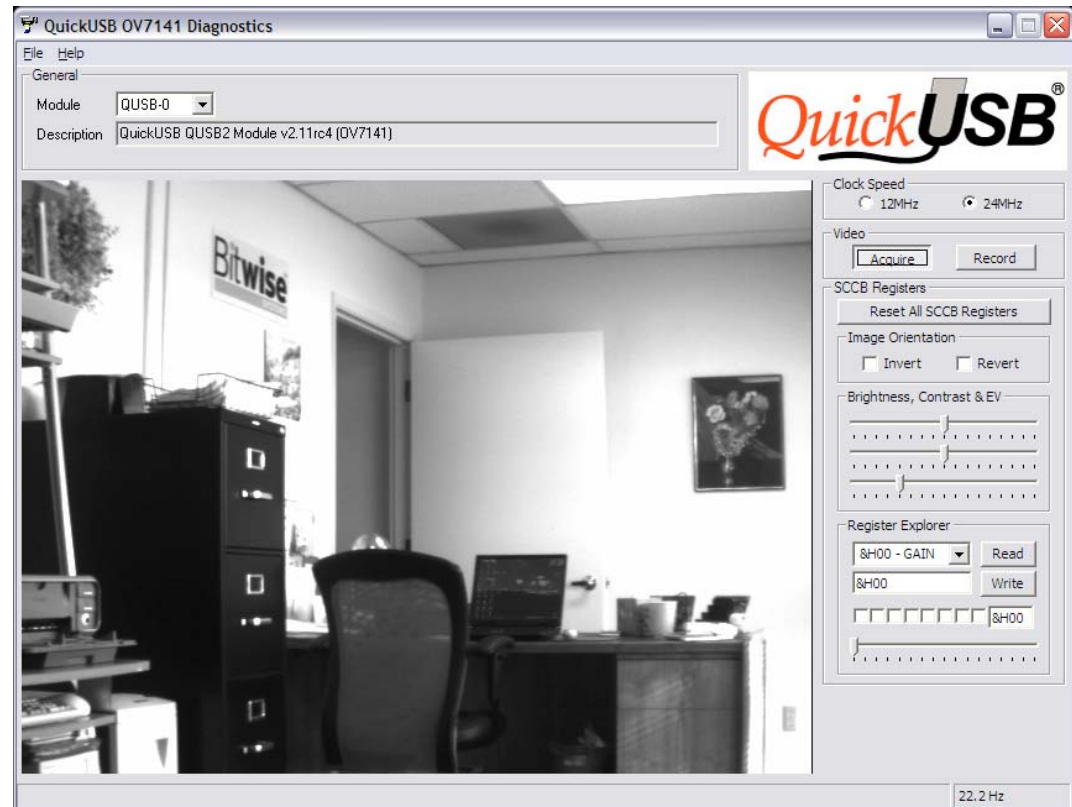 QuickUSB OV7141 Diagnostics
File Help
General
Module QUSB-0
Description QuickUSB QUSB2 Module v2.11rc4 (OV7141)
QuickUSB®
Clock Speed
12MHz 24MHz
Video
Acquire Record
SCCB Registers
Reset All SCCB Registers
Image Orientation
Invert Revert
Brightness, Contrast & EV
Register Explorer
&H00 - GAIN Read
&H00 Write
&H00
Bitwise
22.2 Hz